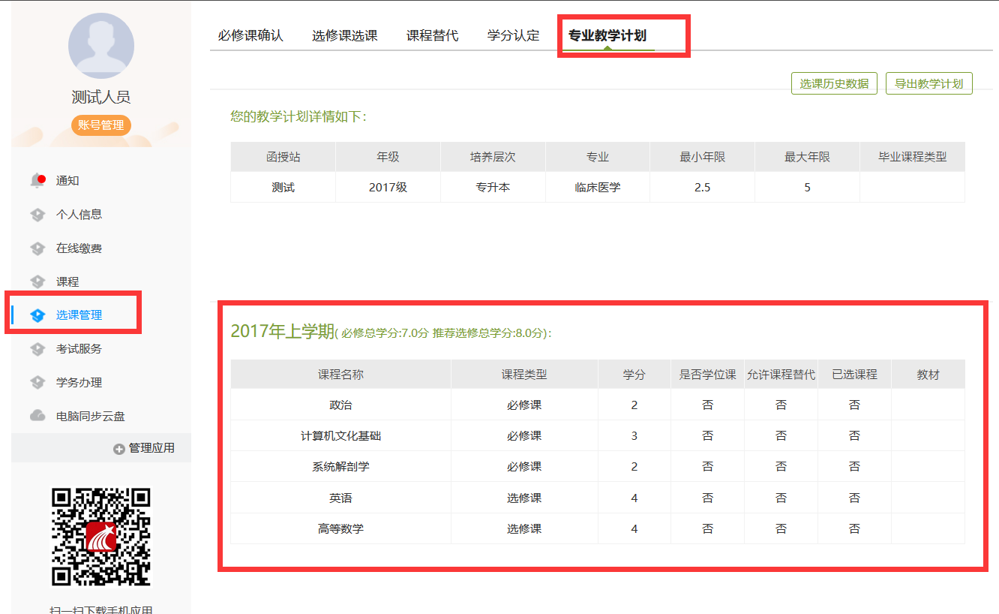 测试人员
账号管理
通知
个人信息
在线缴费
课程
选课管理
考试服务
学务办理
电脑同步云盘
管理应用
扫一扫下载手机应用
必修课确认 选修课选课 课程替代 学分认定 专业教学计划
选课历史数据 导出教学计划
您的教学计划详情如下:
函授站 年级 培养层次 专业 最小年限 最大年限 毕业课程类型
测试 2017级 专升本 临床医学 2.5 5
2017年上学期( 必修总学分:7.0分 推荐选修总学分:8.0分):
课程名称 课程类型 学分 是否学位课 允许课程替代 已选课程 教材
政治 必修课 2 否 否 否
计算机文化基础 必修课 3 否 否 否
系统解剖学 必修课 2 否 否 否
英语 选修课 4 否 否 否
高等数学 选修课 4 否 否 否